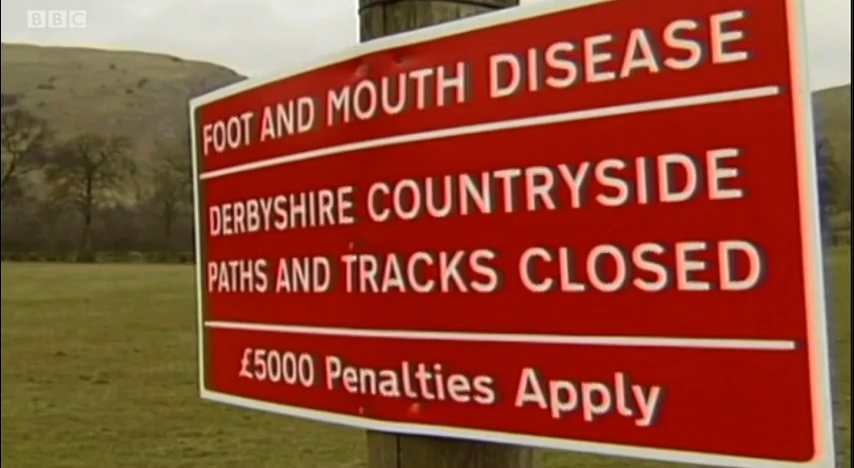 BBC
FOOT AND MOUTH DISEASE
DERBYSHIRE COUNTRYSIDE
PATHS AND TRACKS CLOSED
£5000 Penalties Apply